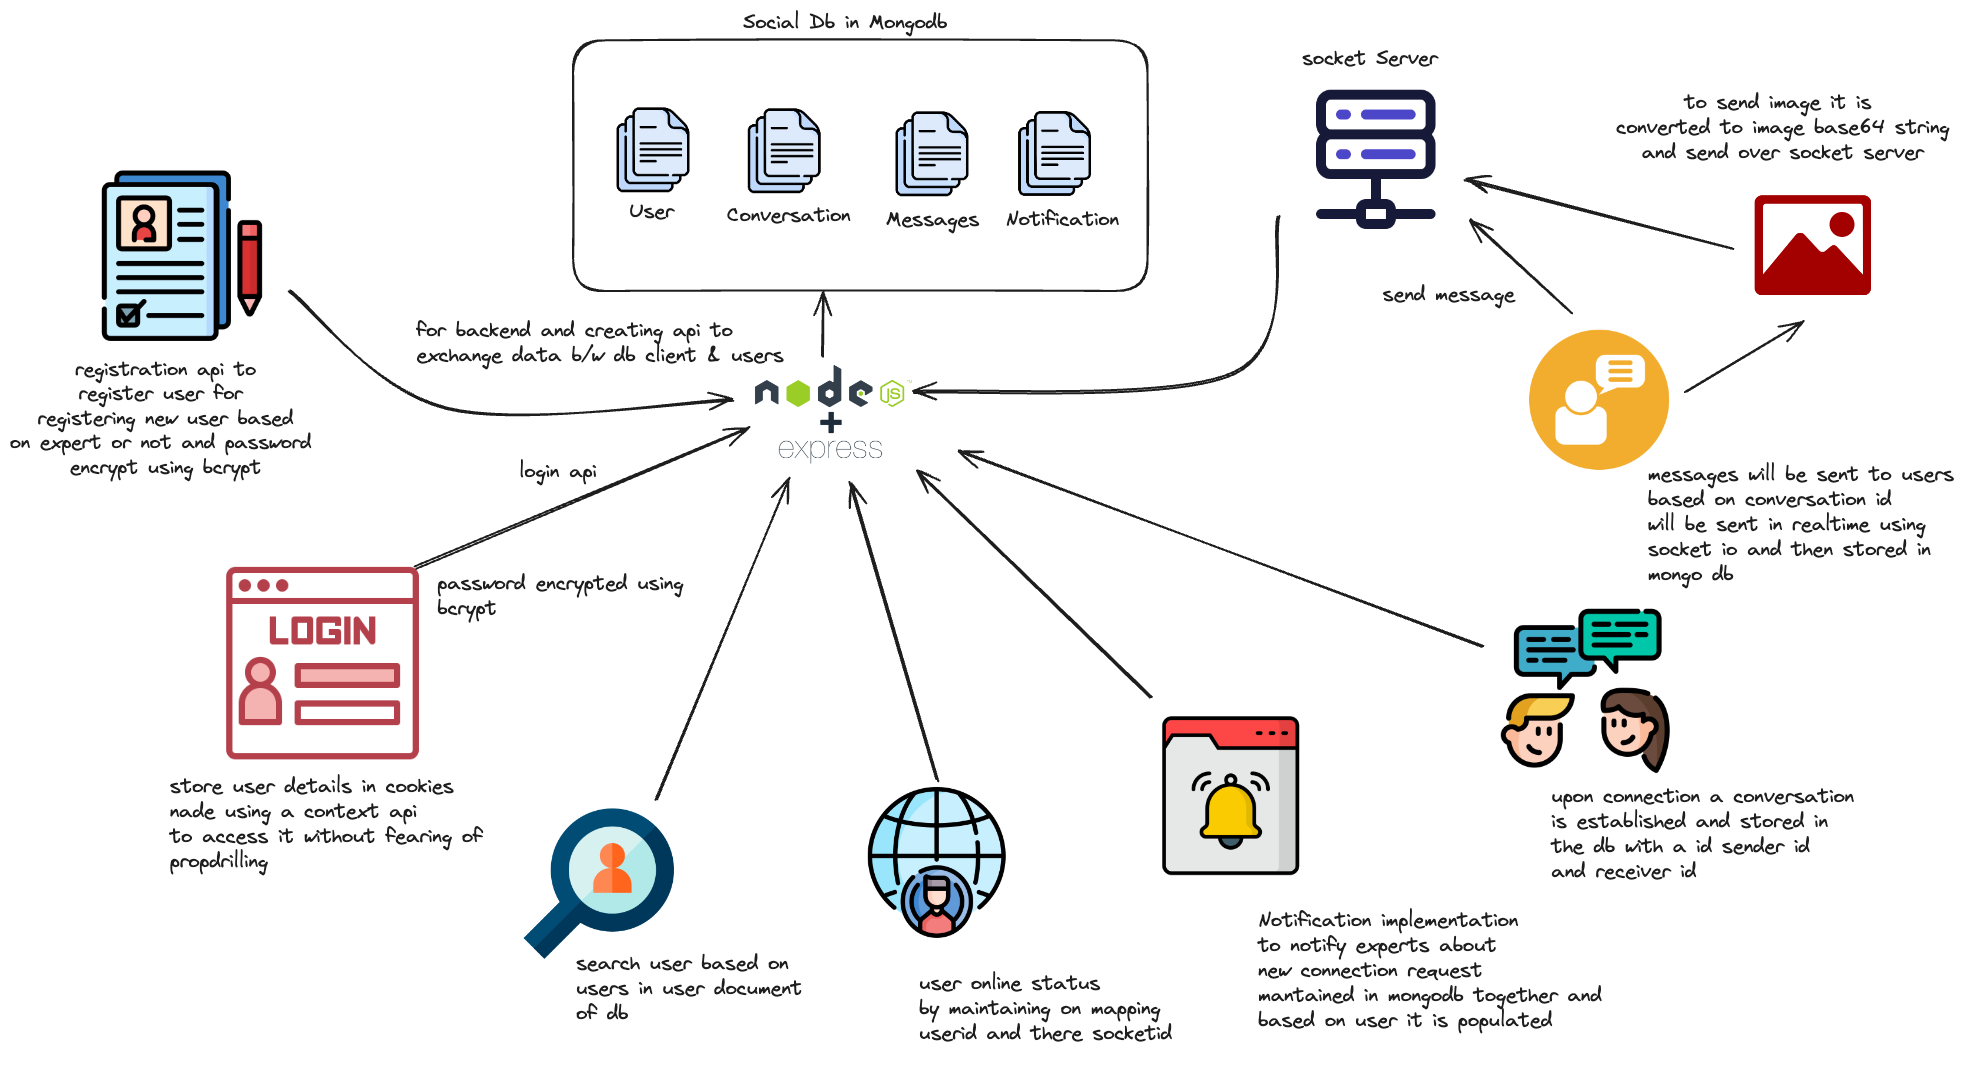 Social Db in Mongodb
User
Conversation
Messages
Notification
socket Server
to send image it is
converted to image base64 string
and send over socket server
send message
for backend and creating api to
exchange data b/w db client & users
node
JS
+
express
registration api to
register user for
registering new user based
on expert or not and password
encrypt using bcrypt
login api
messages will be sent to users
based on conversation id
will be sent in realtime using
socket io and then stored in
mongo db
password encrypted using
bcrypt
LOGIN
store user details in cookies
nade using a context api
to access it without fearing of
propdrilling
upon connection a conversation
is established and stored in
the db with a id sender id
and receiver id
search user based on
users in user document
of db
user online status
by maintaining on mapping
userid and there socketid
Notification implementation
to notify experts about
new connection request
mantained in mongodb together and
based on user it is populated